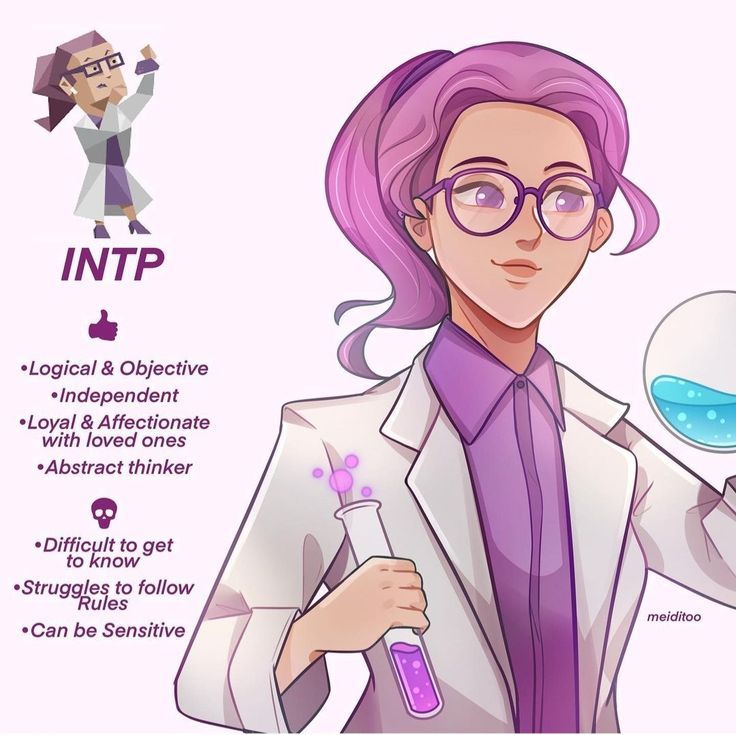 INTP
•Logical & Objective
•Independent
•Loyal & Affectionate
with loved ones
•Abstract thinker
•Difficult to get
to know
•Struggles to follow
Rules
•Can be Sensitive
meiditoo